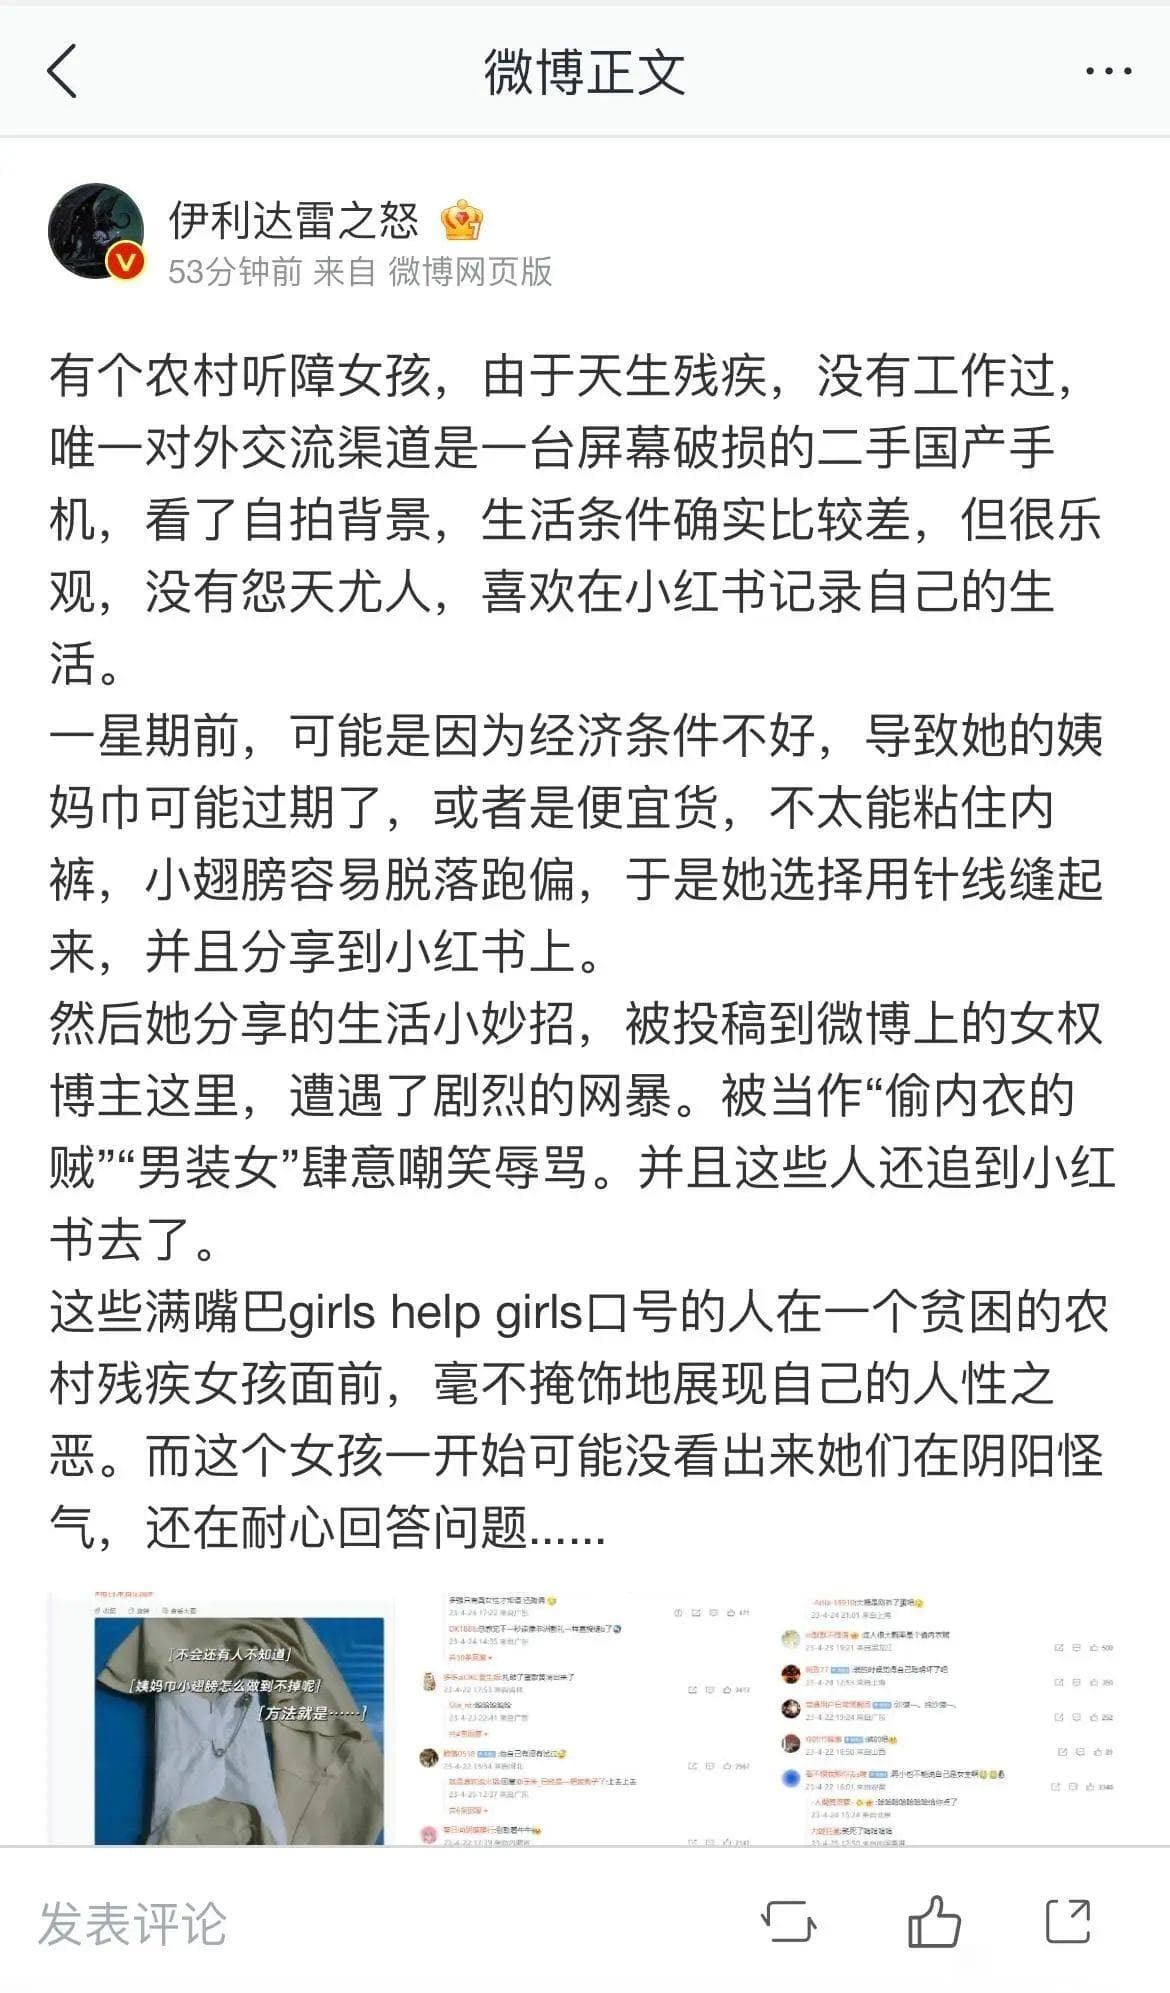 微博正文
伊利达雷之怒
53分钟前 来自 微博网页版
有个农村听障女孩，由于天生残疾，没有工作过，
唯一对外交流渠道是一台屏幕破损的二手国产手
机，看了自拍背景，生活条件确实比较差，但很乐
观，没有怨天尤人，喜欢在小红书记录自己的生
活。
一星期前，可能是因为经济条件不好，导致她的姨
妈巾可能过期了，或者是便宜货，不太能粘住内
裤，小翅膀容易脱落跑偏，于是她选择用针线缝起
来，并且分享到小红书上。
然后她分享的生活小妙招，被投稿到微博上的女权
博主这里，遭遇了剧烈的网暴。被当作“偷内衣的
贼”“男装女”肆意嘲笑辱骂。并且这些人还追到小红
书去了。
这些满嘴巴girls help girls口号的人在一个贫困的农
村残疾女孩面前，毫不掩饰地展现自己的人性之
恶。而这个女孩一开始可能没看出来她们在阴阳怪
气，还在耐心回答问题......
[不会还有人不知道]
[姨妈巾小翅膀怎么做到不掉呢]
[方法就是……]
发表评论